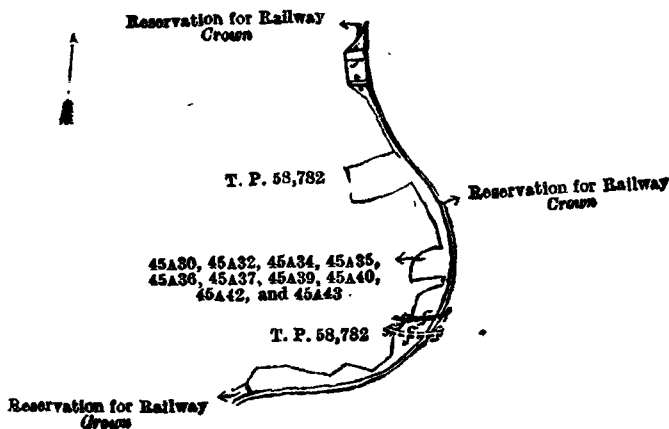 Reservation for Railway
Crown
T. P. 58,782
Reservation for Railway
Crown
45A30, 45A32, 45A34, 45A35,
45A36, 45A37, 45A39, 45A40,
45A42, and 45A43
T. P. 58,782
Reservation for Railway
Crown